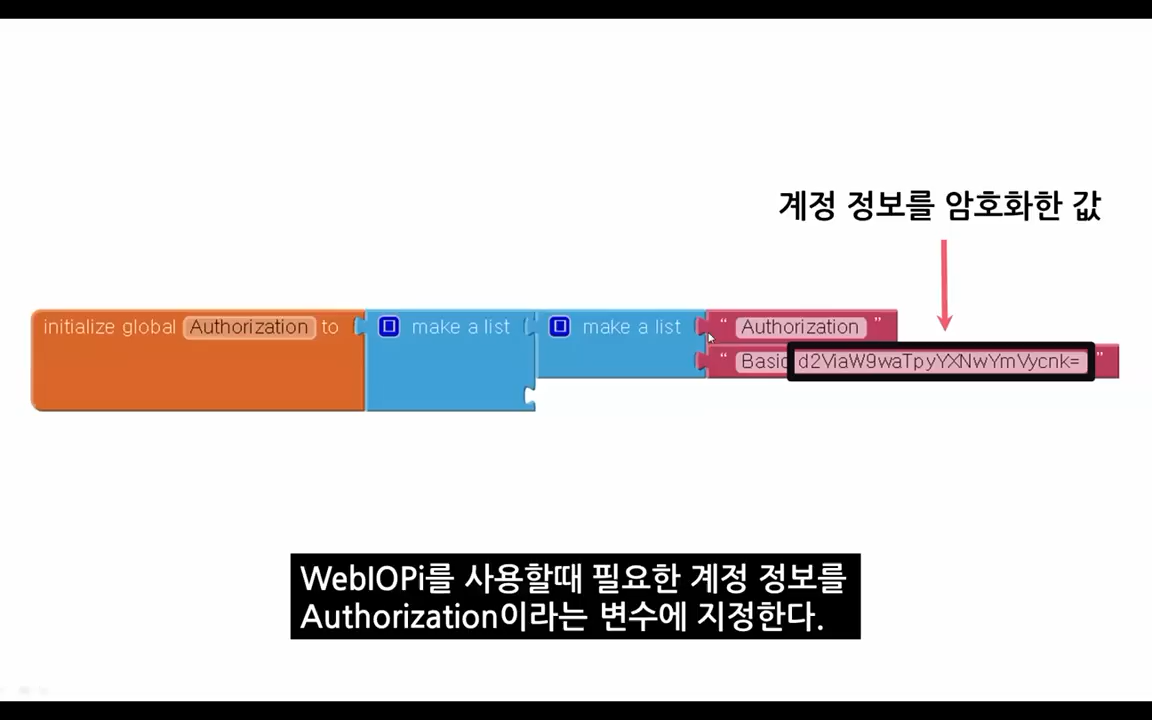 계정 정보를 암호화한 값
initialize global Authorization to make a list make a list “ Authorization ”
“ Basic d2ViaW9waTpyYXNwYmVycnk= ”
WebIOPi를 사용할때 필요한 계정 정보를
Authorization이라는 변수에 지정한다.